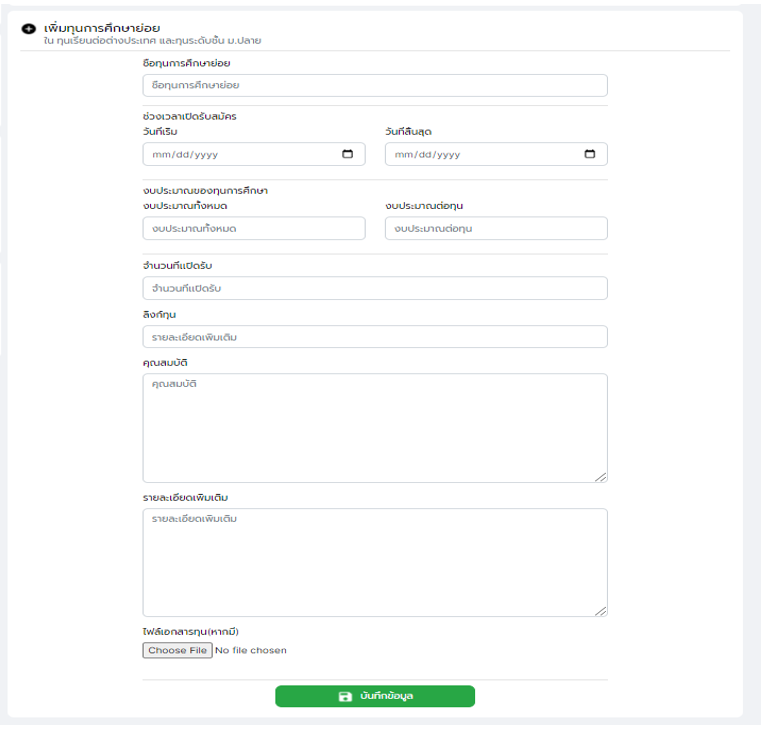 เพิ่มทุนการศึกษาย่อย
ใน ทุนเรียนต่อต่างประเทศ และทุนระดับชั้น ม.ปลาย
ชื่อทุนการศึกษาย่อย
ชื่อทุนการศึกษาย่อย
ช่วงเวลาเปิดรับสมัคร
วันที่เริ่ม วันที่สิ้นสุด
mm/dd/yyyy mm/dd/yyyy
งบประมาณของทุนการศึกษา
งบประมาณทั้งหมด งบประมาณต่อทุน
งบประมาณทั้งหมด งบประมาณต่อทุน
จำนวนที่เปิดรับ
จำนวนที่เปิดรับ
ลิงก์ทุน
รายละเอียดเพิ่มเติม
คุณสมบัติ
คุณสมบัติ
รายละเอียดเพิ่มเติม
รายละเอียดเพิ่มเติม
ไฟล์เอกสารทุน(หากมี)
Choose File No file chosen
บันทึกข้อมูล